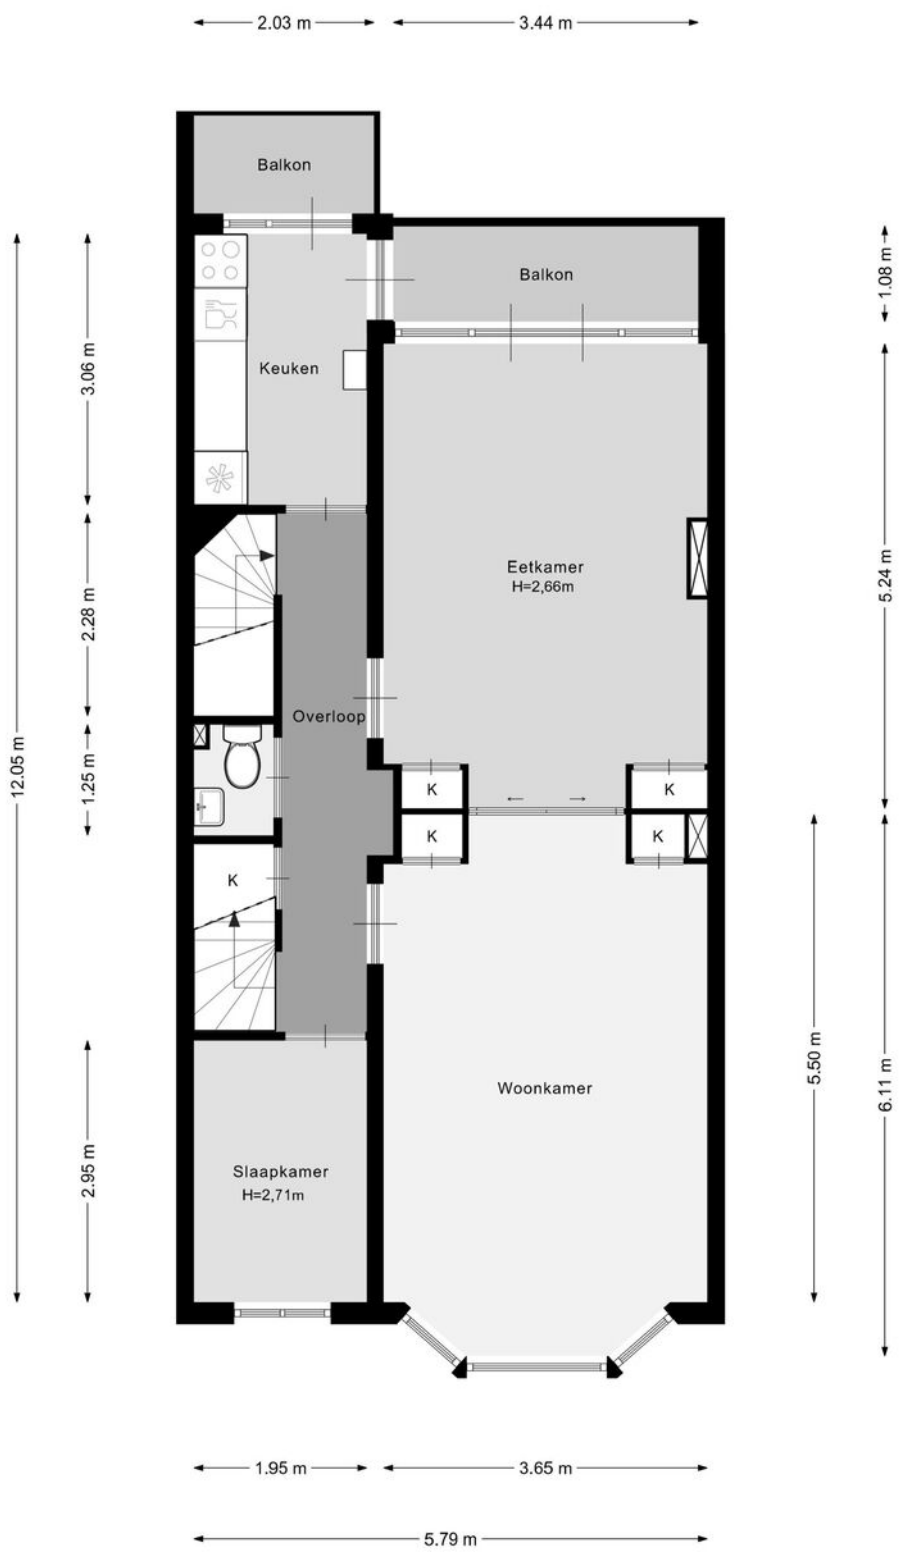 2.03 m
3.44 m
Balkon
Balkon
1.08 m
3.06 m
Keuken
Eetkamer
H=2,66m
5.24 m
2.28 m
Overloop
12.05 m
1.25 m
K
K
K
K
K
5.50 m
6.11 m
Woonkamer
2.95 m
Slaapkamer
H=2,71m
1.95 m
3.65 m
5.79 m